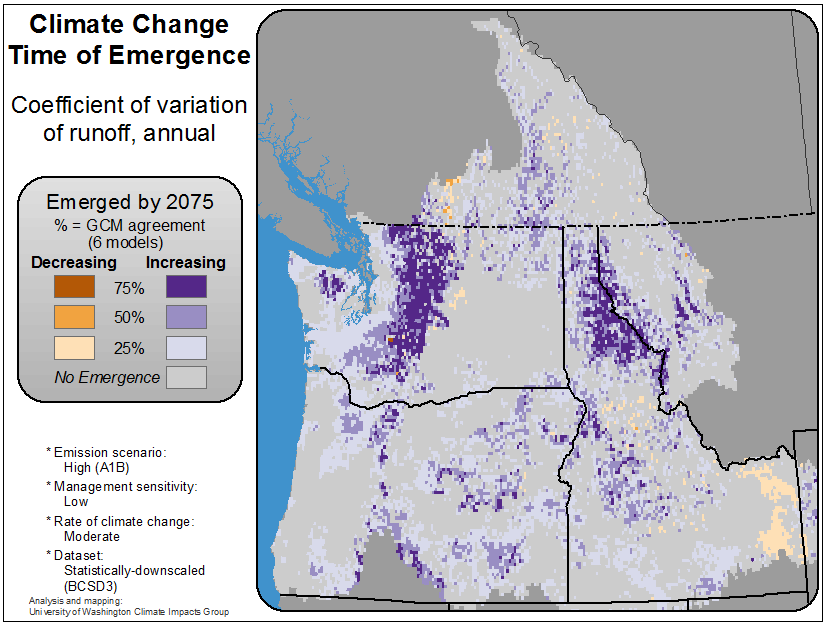 Climate Change
Time of Emergence
Coefficient of variation
of runoff, annual
Emerged by 2075
% = GCM agreement
(6 models)
Decreasing Increasing
75%
50%
25%
No Emergence
* Emission scenario:
High (A1B)
* Management sensitivity:
Low
* Rate of climate change:
Moderate
* Dataset:
Statistically-downscaled
(BCSD3)
Analysis and mapping:
University of Washington Climate Impacts Group